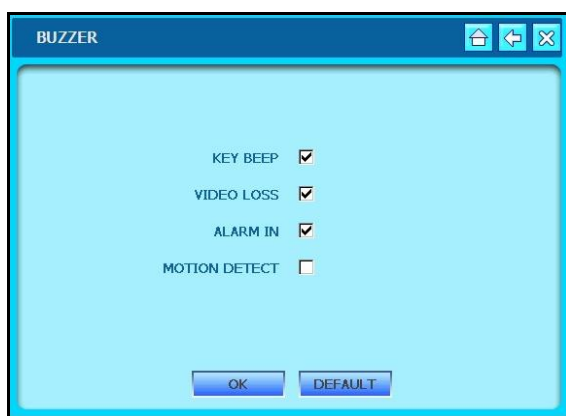 BUZZER
KEY BEEP
VIDEO LOSS
ALARM IN
MOTION DETECT
OK DEFAULT